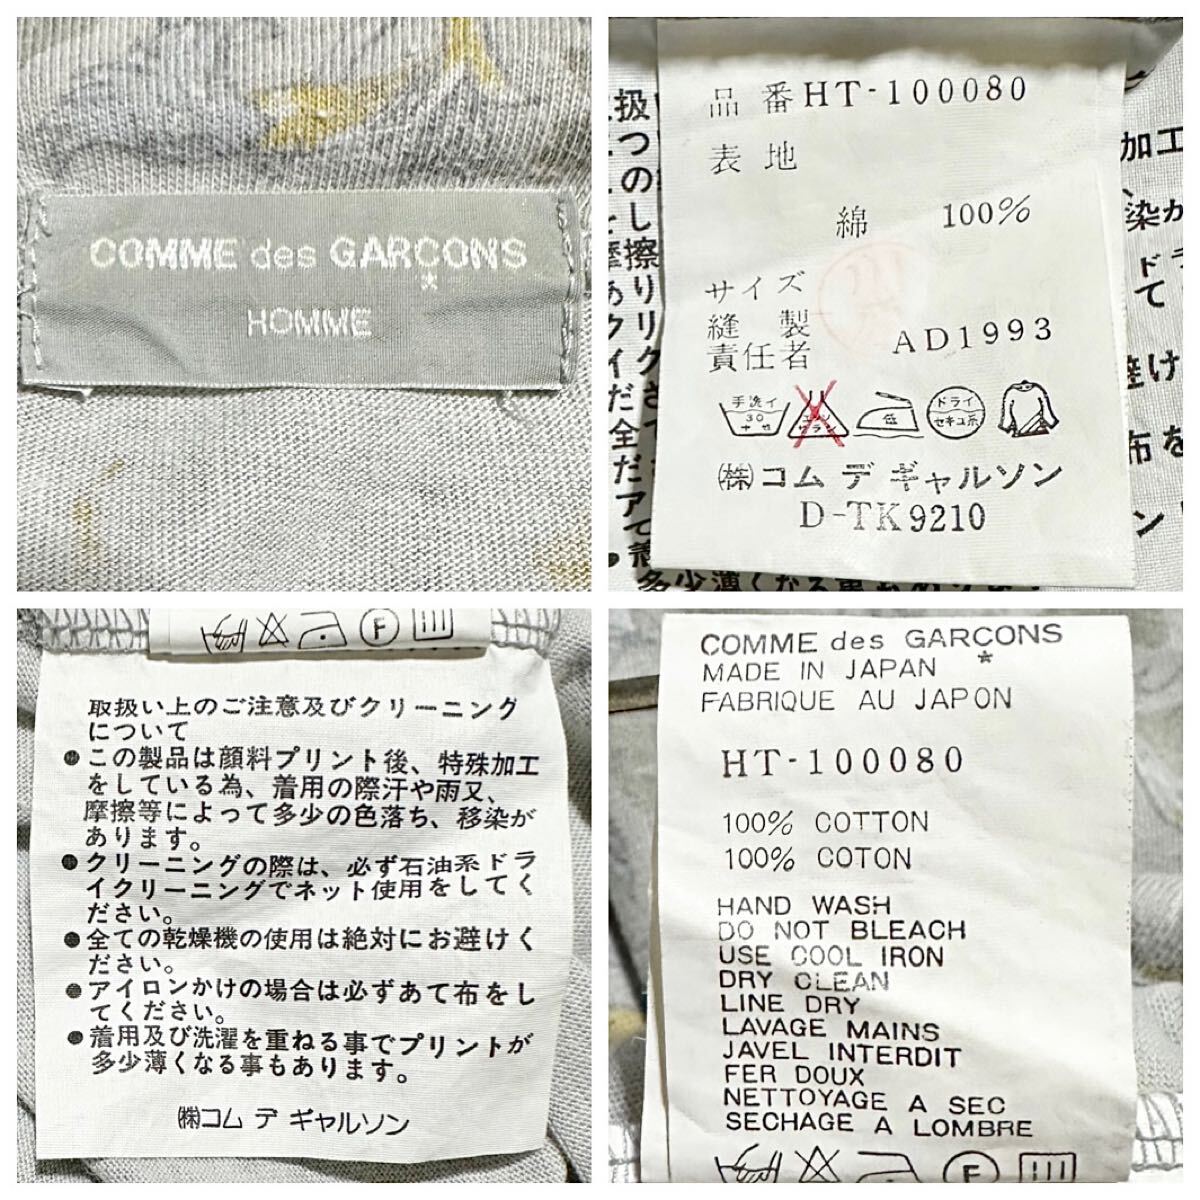 COMME des GARÇONS
HOMME
品番HT-100080
表地
綿 100%
サイズ
縫製
責任者
AD1993
手洗イ
30
中性
エンソ
サラシ
低
ドライ
セキユ系
㈱コム デ ギャルソン
D-TK9210
F
取扱い上のご注意及びクリーニング
について
●この製品は顔料プリント後、特殊加工
をしている為、着用の際汗や雨又、
摩擦等によって多少の色落ち、移染が
あります。
●クリーニングの際は、必ず石油系ドラ
イクリーニングでネット使用をしてく
ださい。
●全ての乾燥機の使用は絶対にお避けく
ださい。
●アイロンかけの場合は必ずあて布をし
てください。
●着用及び洗濯を重ねる事でプリントが
多少薄くなる事もあります。
㈱コム デ ギャルソン
COMME des GARÇONS
MADE IN JAPAN
FABRIQUE AU JAPON
HT-100080
100% COTTON
100% COTON
HAND WASH
DO NOT BLEACH
USE COOL IRON
DRY CLEAN
LINE DRY
LAVAGE MAINS
JAVEL INTERDIT
FER DOUX
NETTOYAGE A SEC
SECHAGE A LOMBRE
F